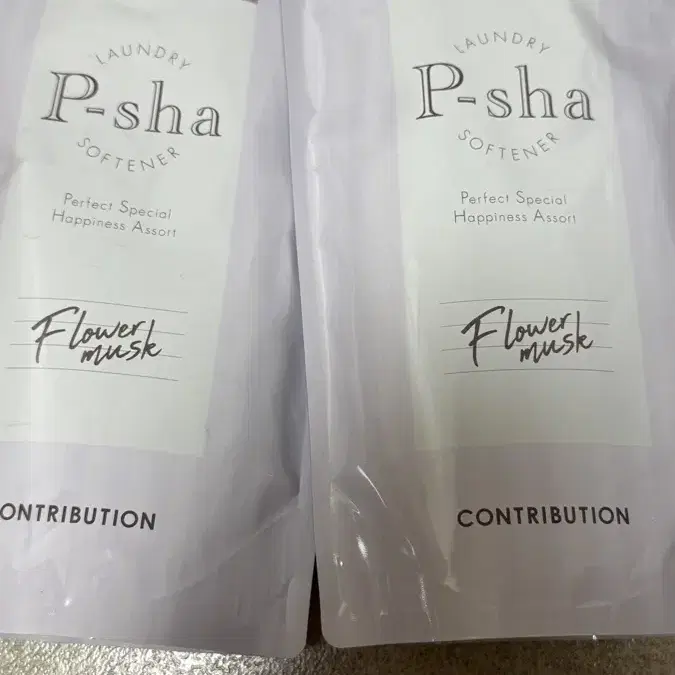 LAUNDRY
P-sha
SOFTENER
Perfect Special
Happiness Assort
Flower
musk
ONTRIBUTION
LAUNDRY
P-sha
SOFTENER
Perfect Special
Happiness Assort
Flower
musk
CONTRIBUTION